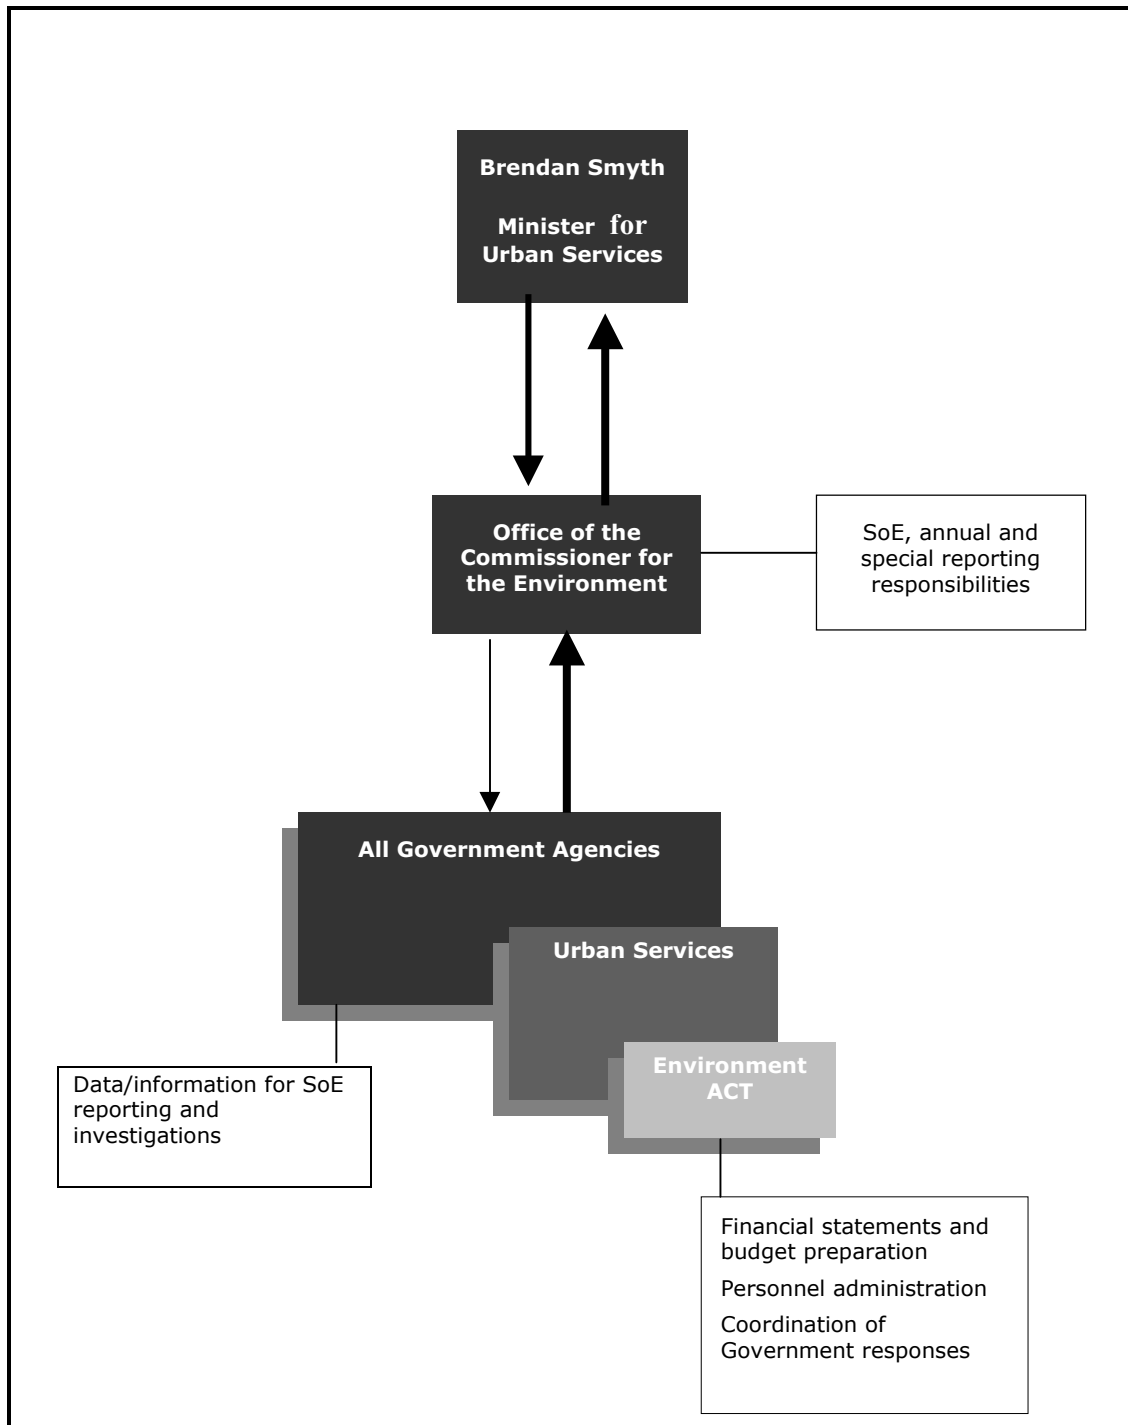 Brendan Smyth
Minister for
Urban Services
Office of the
Commissioner for
the Environment
SoE, annual and
special reporting
responsibilities
All Government Agencies
Urban Services
Environment
ACT
Data/information for SoE
reporting and
investigations
Financial statements and
budget preparation
Personnel administration
Coordination of
Government responses